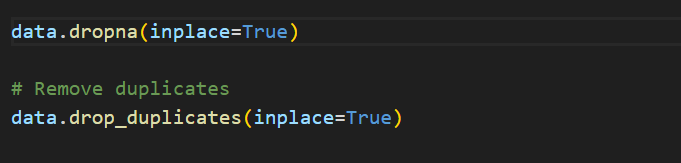 data.dropna(inplace=True)
# Remove duplicates
data.drop_duplicates(inplace=True)